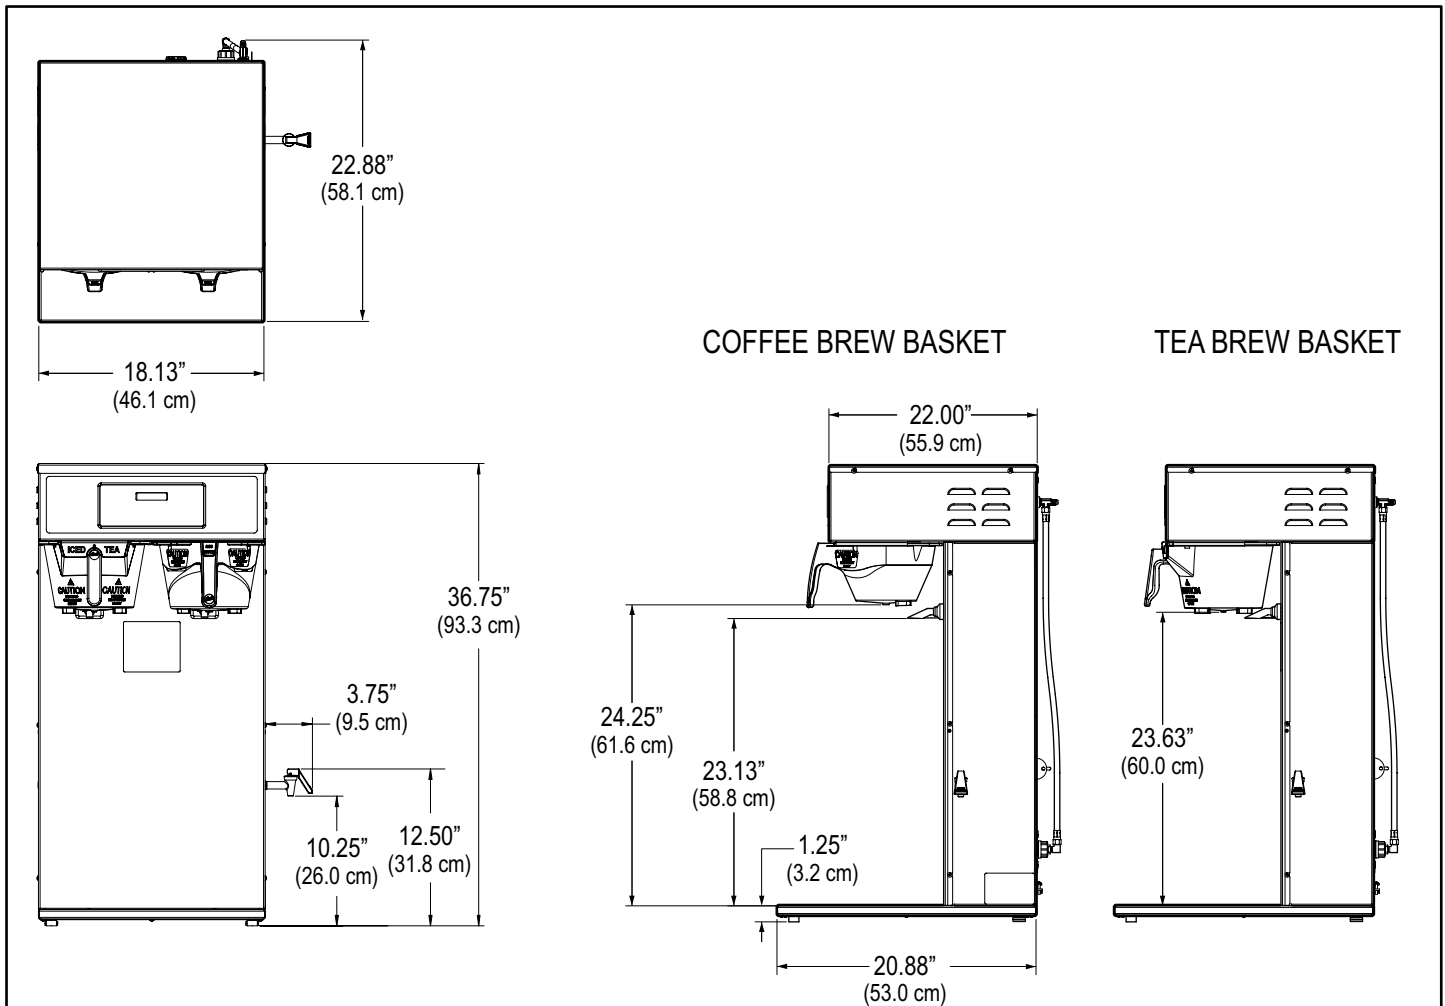 22.88”
(58.1 cm)
18.13”
(46.1 cm)
COFFEE BREW BASKET
TEA BREW BASKET
22.00”
(55.9 cm)
ICED TEA
CAUTION
CAUTION
CAUTION
CAUTION
36.75”
(93.3 cm)
3.75”
(9.5 cm)
10.25”
(26.0 cm)
12.50”
(31.8 cm)
CAUTION
24.25”
(61.6 cm)
23.13”
(58.8 cm)
1.25”
(3.2 cm)
20.88”
(53.0 cm)
23.63”
(60.0 cm)